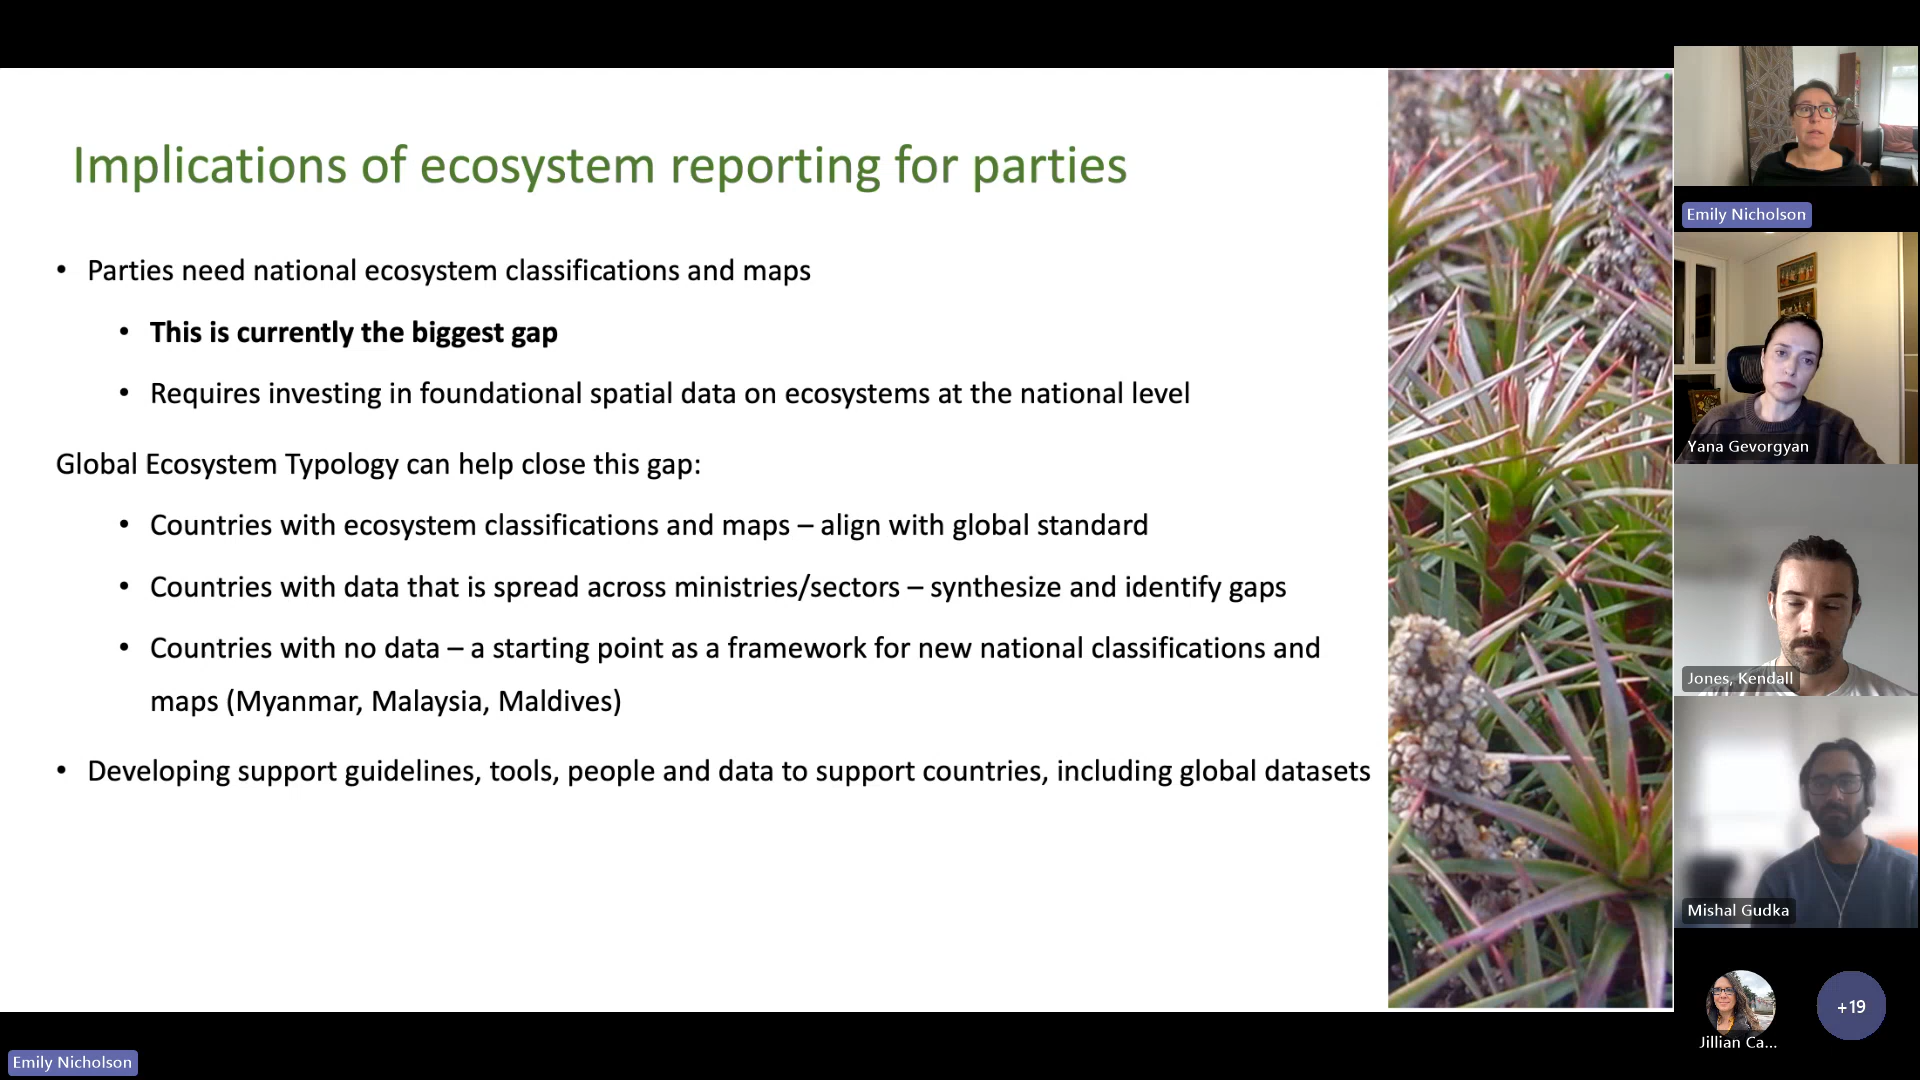 Implications of ecosystem reporting for parties
• Parties need national ecosystem classifications and maps
• This is currently the biggest gap
• Requires investing in foundational spatial data on ecosystems at the national level
Global Ecosystem Typology can help close this gap:
• Countries with ecosystem classifications and maps – align with global standard
• Countries with data that is spread across ministries/sectors – synthesize and identify gaps
• Countries with no data – a starting point as a framework for new national classifications and
maps (Myanmar, Malaysia, Maldives)
• Developing support guidelines, tools, people and data to support countries, including global datasets
Emily Nicholson
Yana Gevorgyan
Jones, Kendall
Mishal Gudka
Jillian Ca...
+19
Emily Nicholson